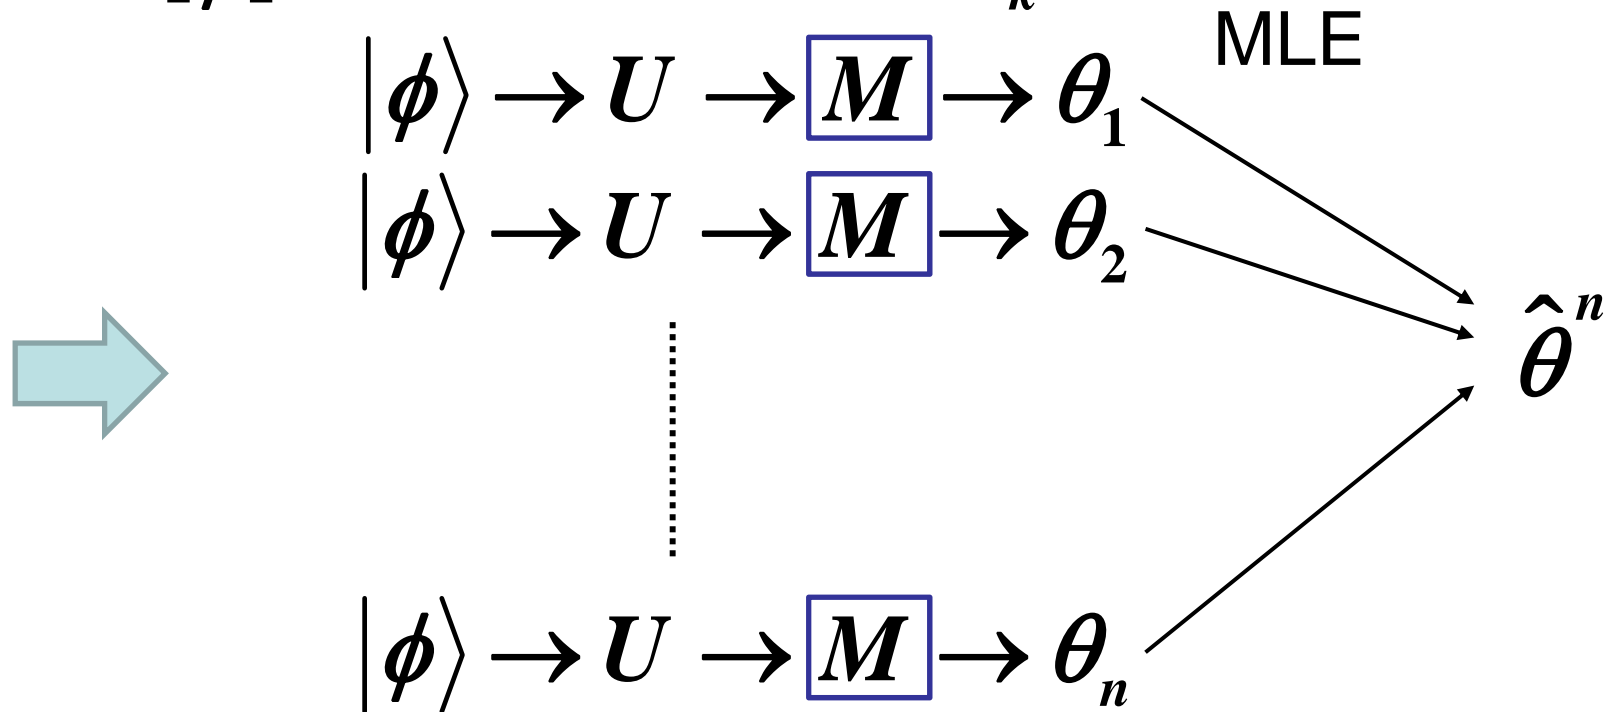 MLE
|ϕ⟩ → U → M → θ₁
|ϕ⟩ → U → M → θ₂
θ̂ⁿ
|ϕ⟩ → U → M → θₙ